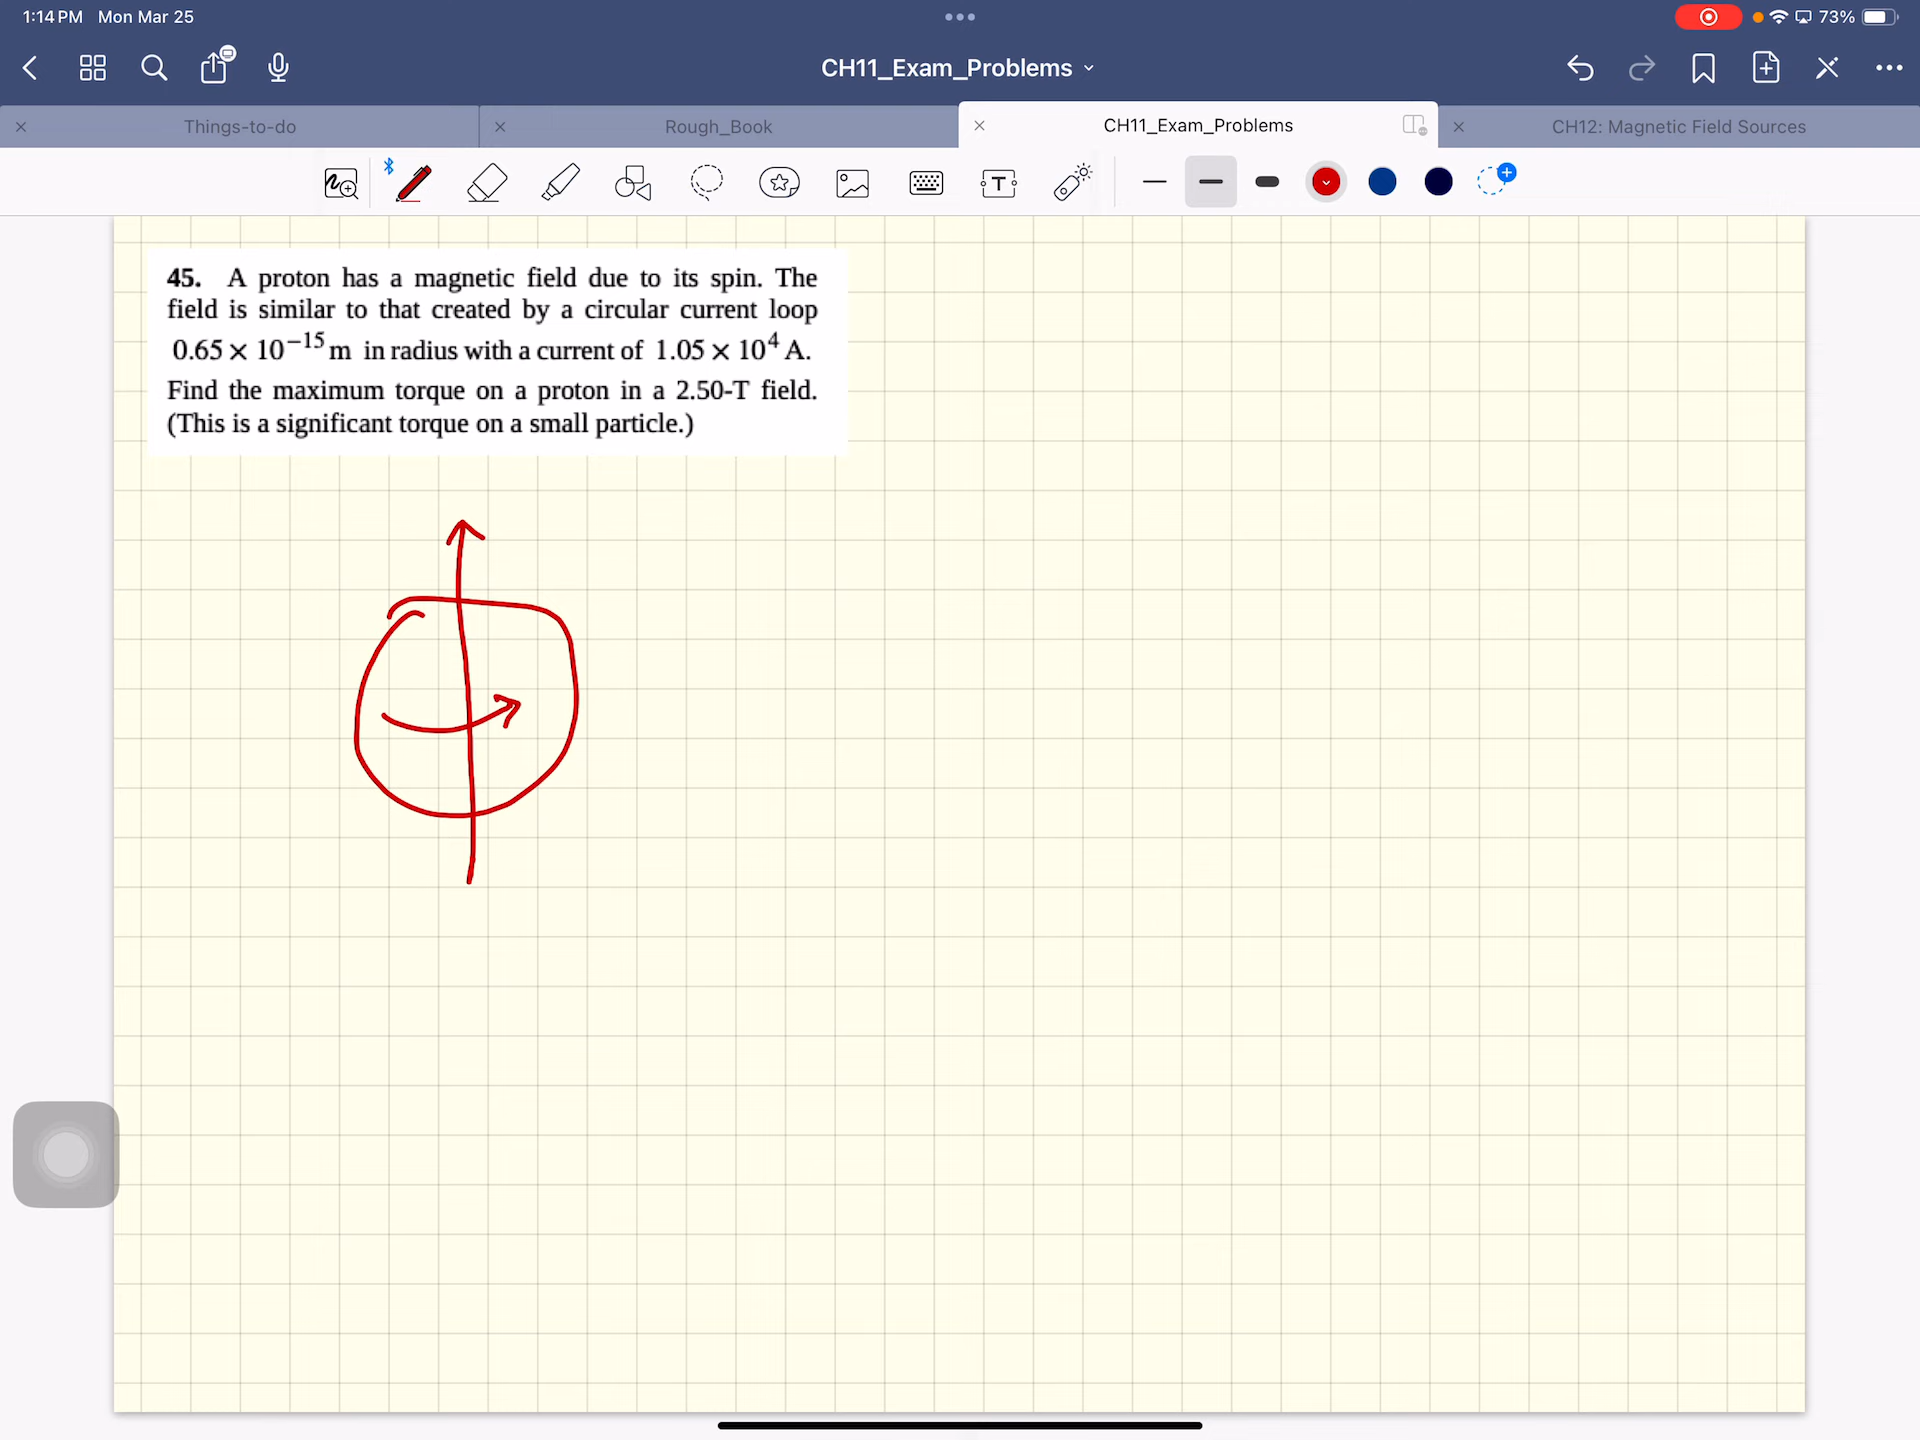 1:14 PM Mon Mar 25
73%
CH11_Exam_Problems
Things-to-do
Rough_Book
CH11_Exam_Problems
CH12: Magnetic Field Sources
T
45. A proton has a magnetic field due to its spin. The
field is similar to that created by a circular current loop
0.65 × 10⁻¹⁵ m in radius with a current of 1.05 × 10⁴ A.
Find the maximum torque on a proton in a 2.50-T field.
(This is a significant torque on a small particle.)